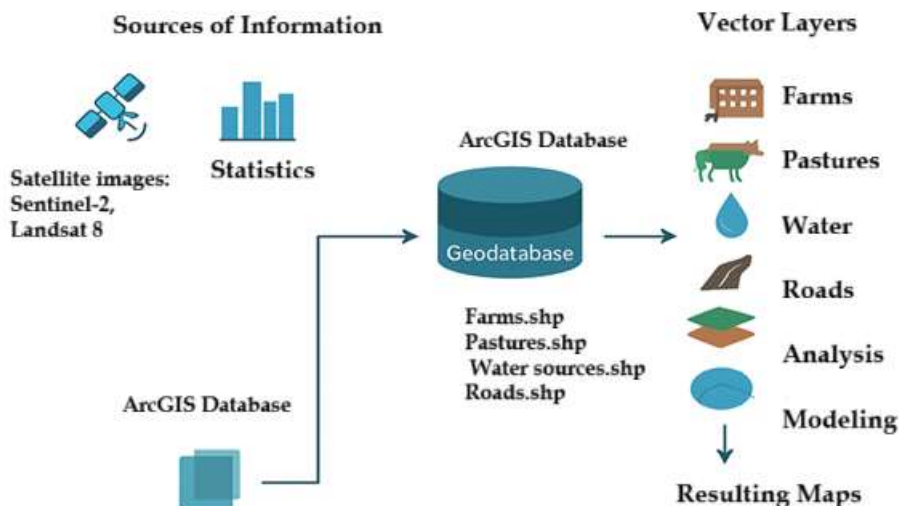 Sources of Information
Satellite images:
Sentinel-2,
Landsat 8
Statistics
ArcGIS Database
ArcGIS Database
Geodatabase
Farms.shp
Pastures.shp
Water sources.shp
Roads.shp
Vector Layers
Farms
Pastures
Water
Roads
Analysis
Modeling
Resulting Maps